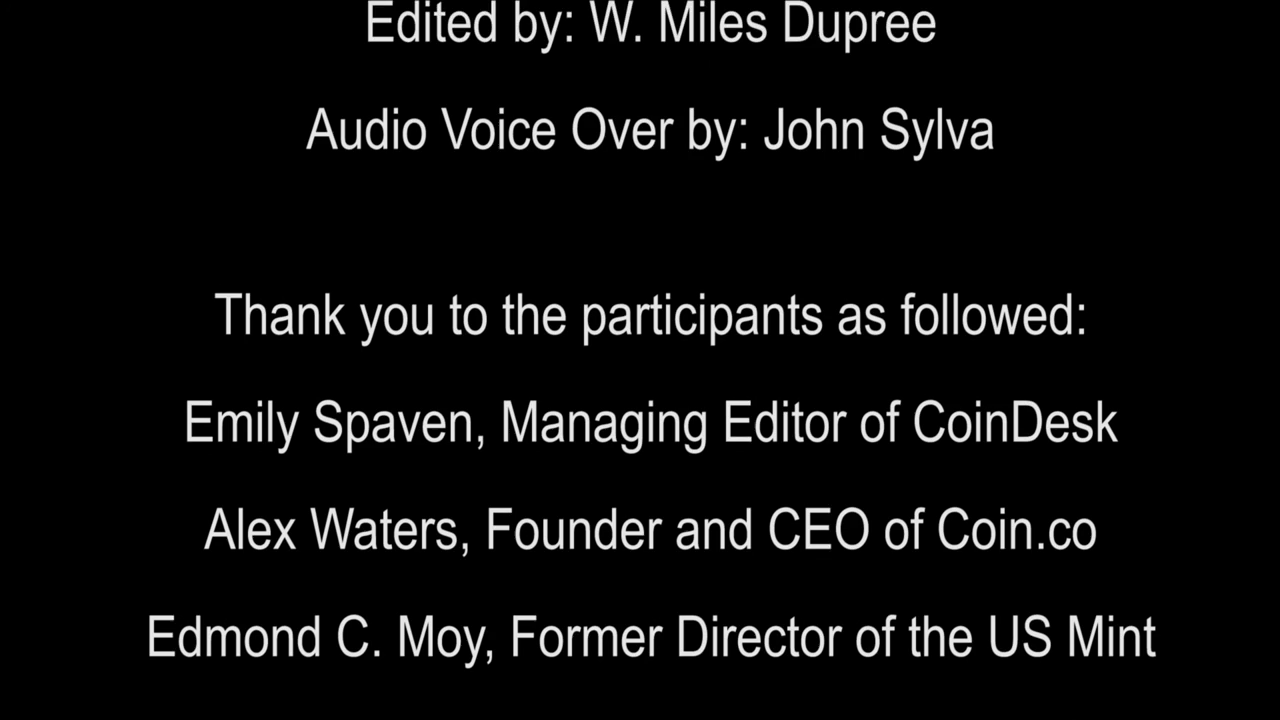 Edited by: W. Miles Dupree
Audio Voice Over by: John Sylva
Thank you to the participants as followed:
Emily Spaven, Managing Editor of CoinDesk
Alex Waters, Founder and CEO of Coin.co
Edmond C. Moy, Former Director of the US Mint